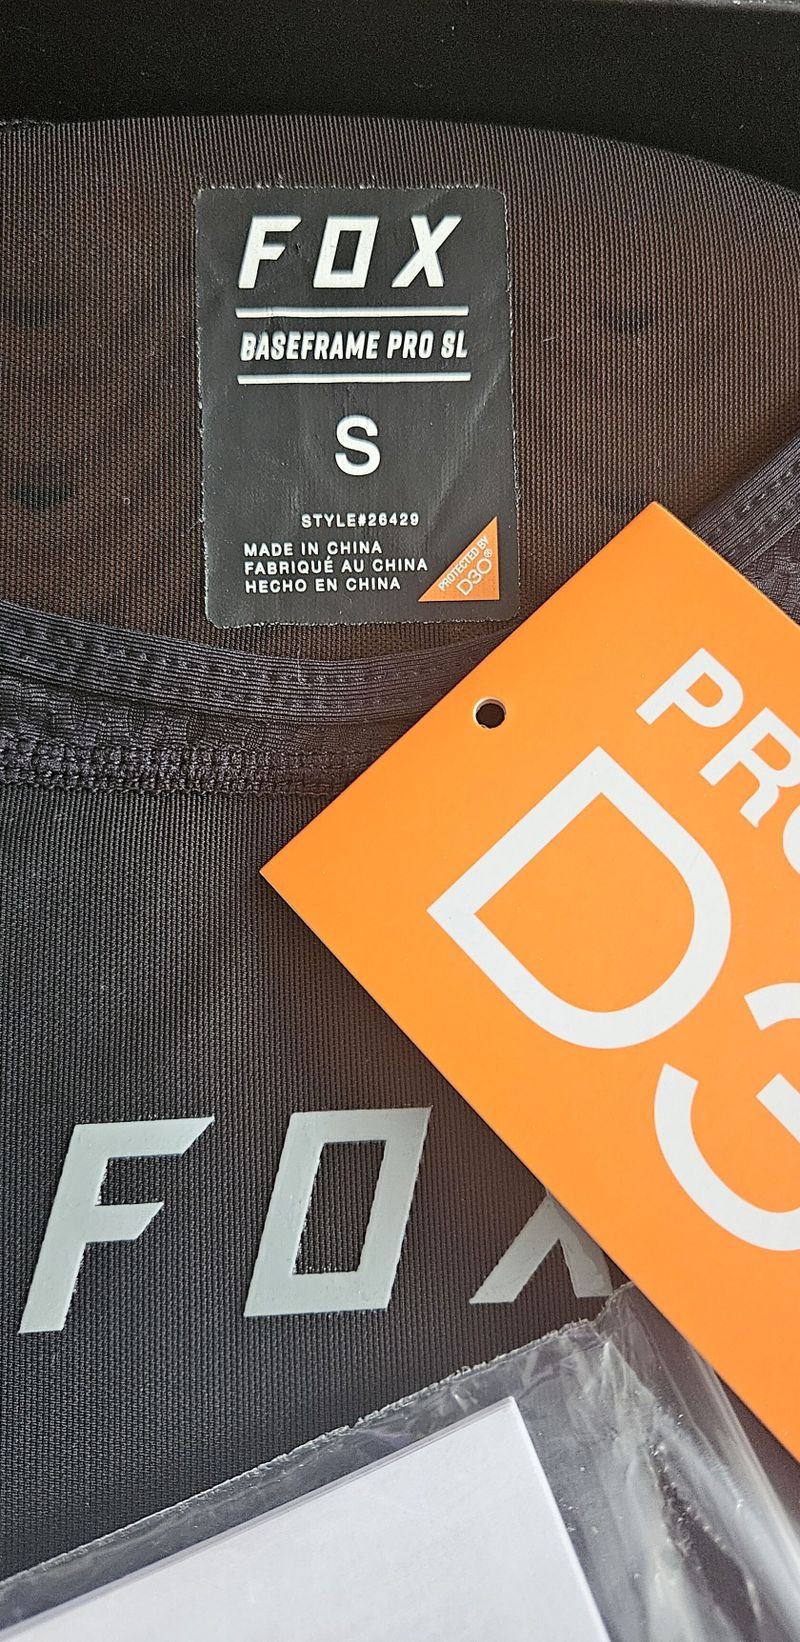 FOX
BASEFRAME PRO SL
S
STYLE#26429
MADE IN CHINA
FABRIQUÉ AU CHINA
HECHO EN CHINA
PROTECTED BY
D3O®
D3
FOX